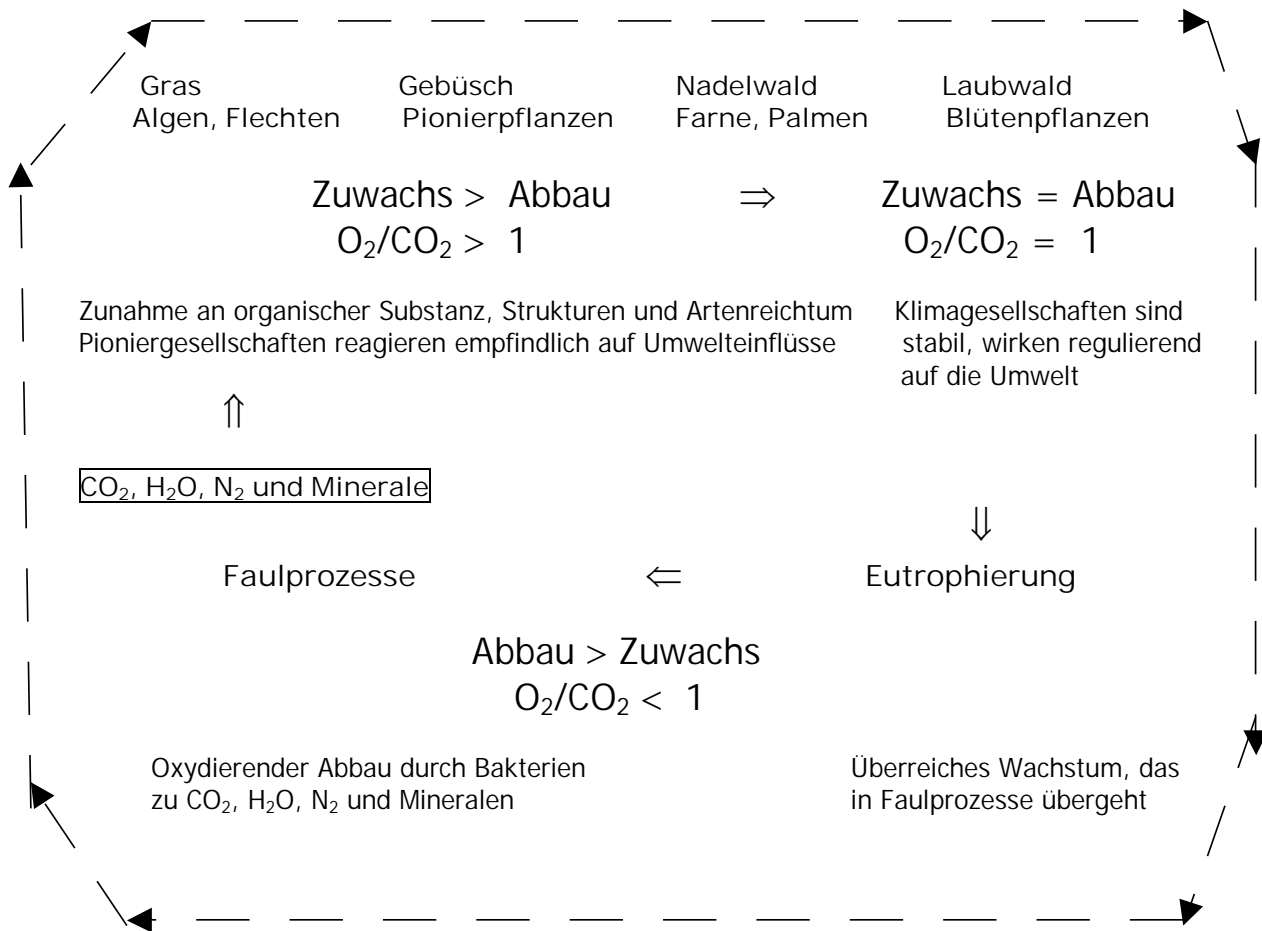 Gras Gebüsch Nadelwald Laubwald
Algen, Flechten Pionierpflanzen Farne, Palmen Blütenpflanzen
Zuwachs > Abbau ⇒ Zuwachs = Abbau
O₂/CO₂ > 1 O₂/CO₂ = 1
Zunahme an organischer Substanz, Strukturen und Artenreichtum Klimagesellschaften sind
Pioniergesellschaften reagieren empfindlich auf Umwelteinflüsse stabil, wirken regulierend
auf die Umwelt
⇑
CO₂, H₂O, N₂ und Minerale
⇓
Faulprozesse ⇐ Eutrophierung
Abbau > Zuwachs
O₂/CO₂ < 1
Oxydierender Abbau durch Bakterien Überreiches Wachstum, das
zu CO₂, H₂O, N₂ und Mineralen in Faulprozesse übergeht